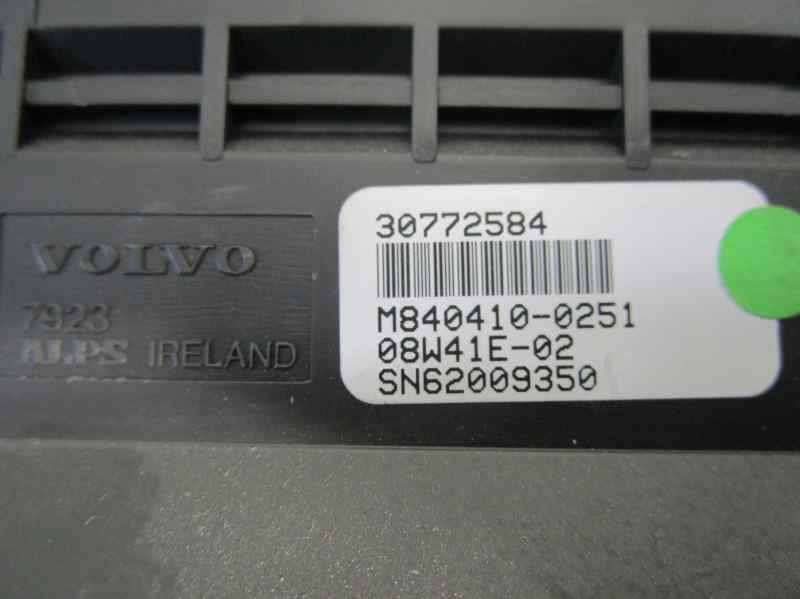 VOLVO
7923
ALPS IRELAND
30772584
M840410-0251
08W41E-02
SN62009350